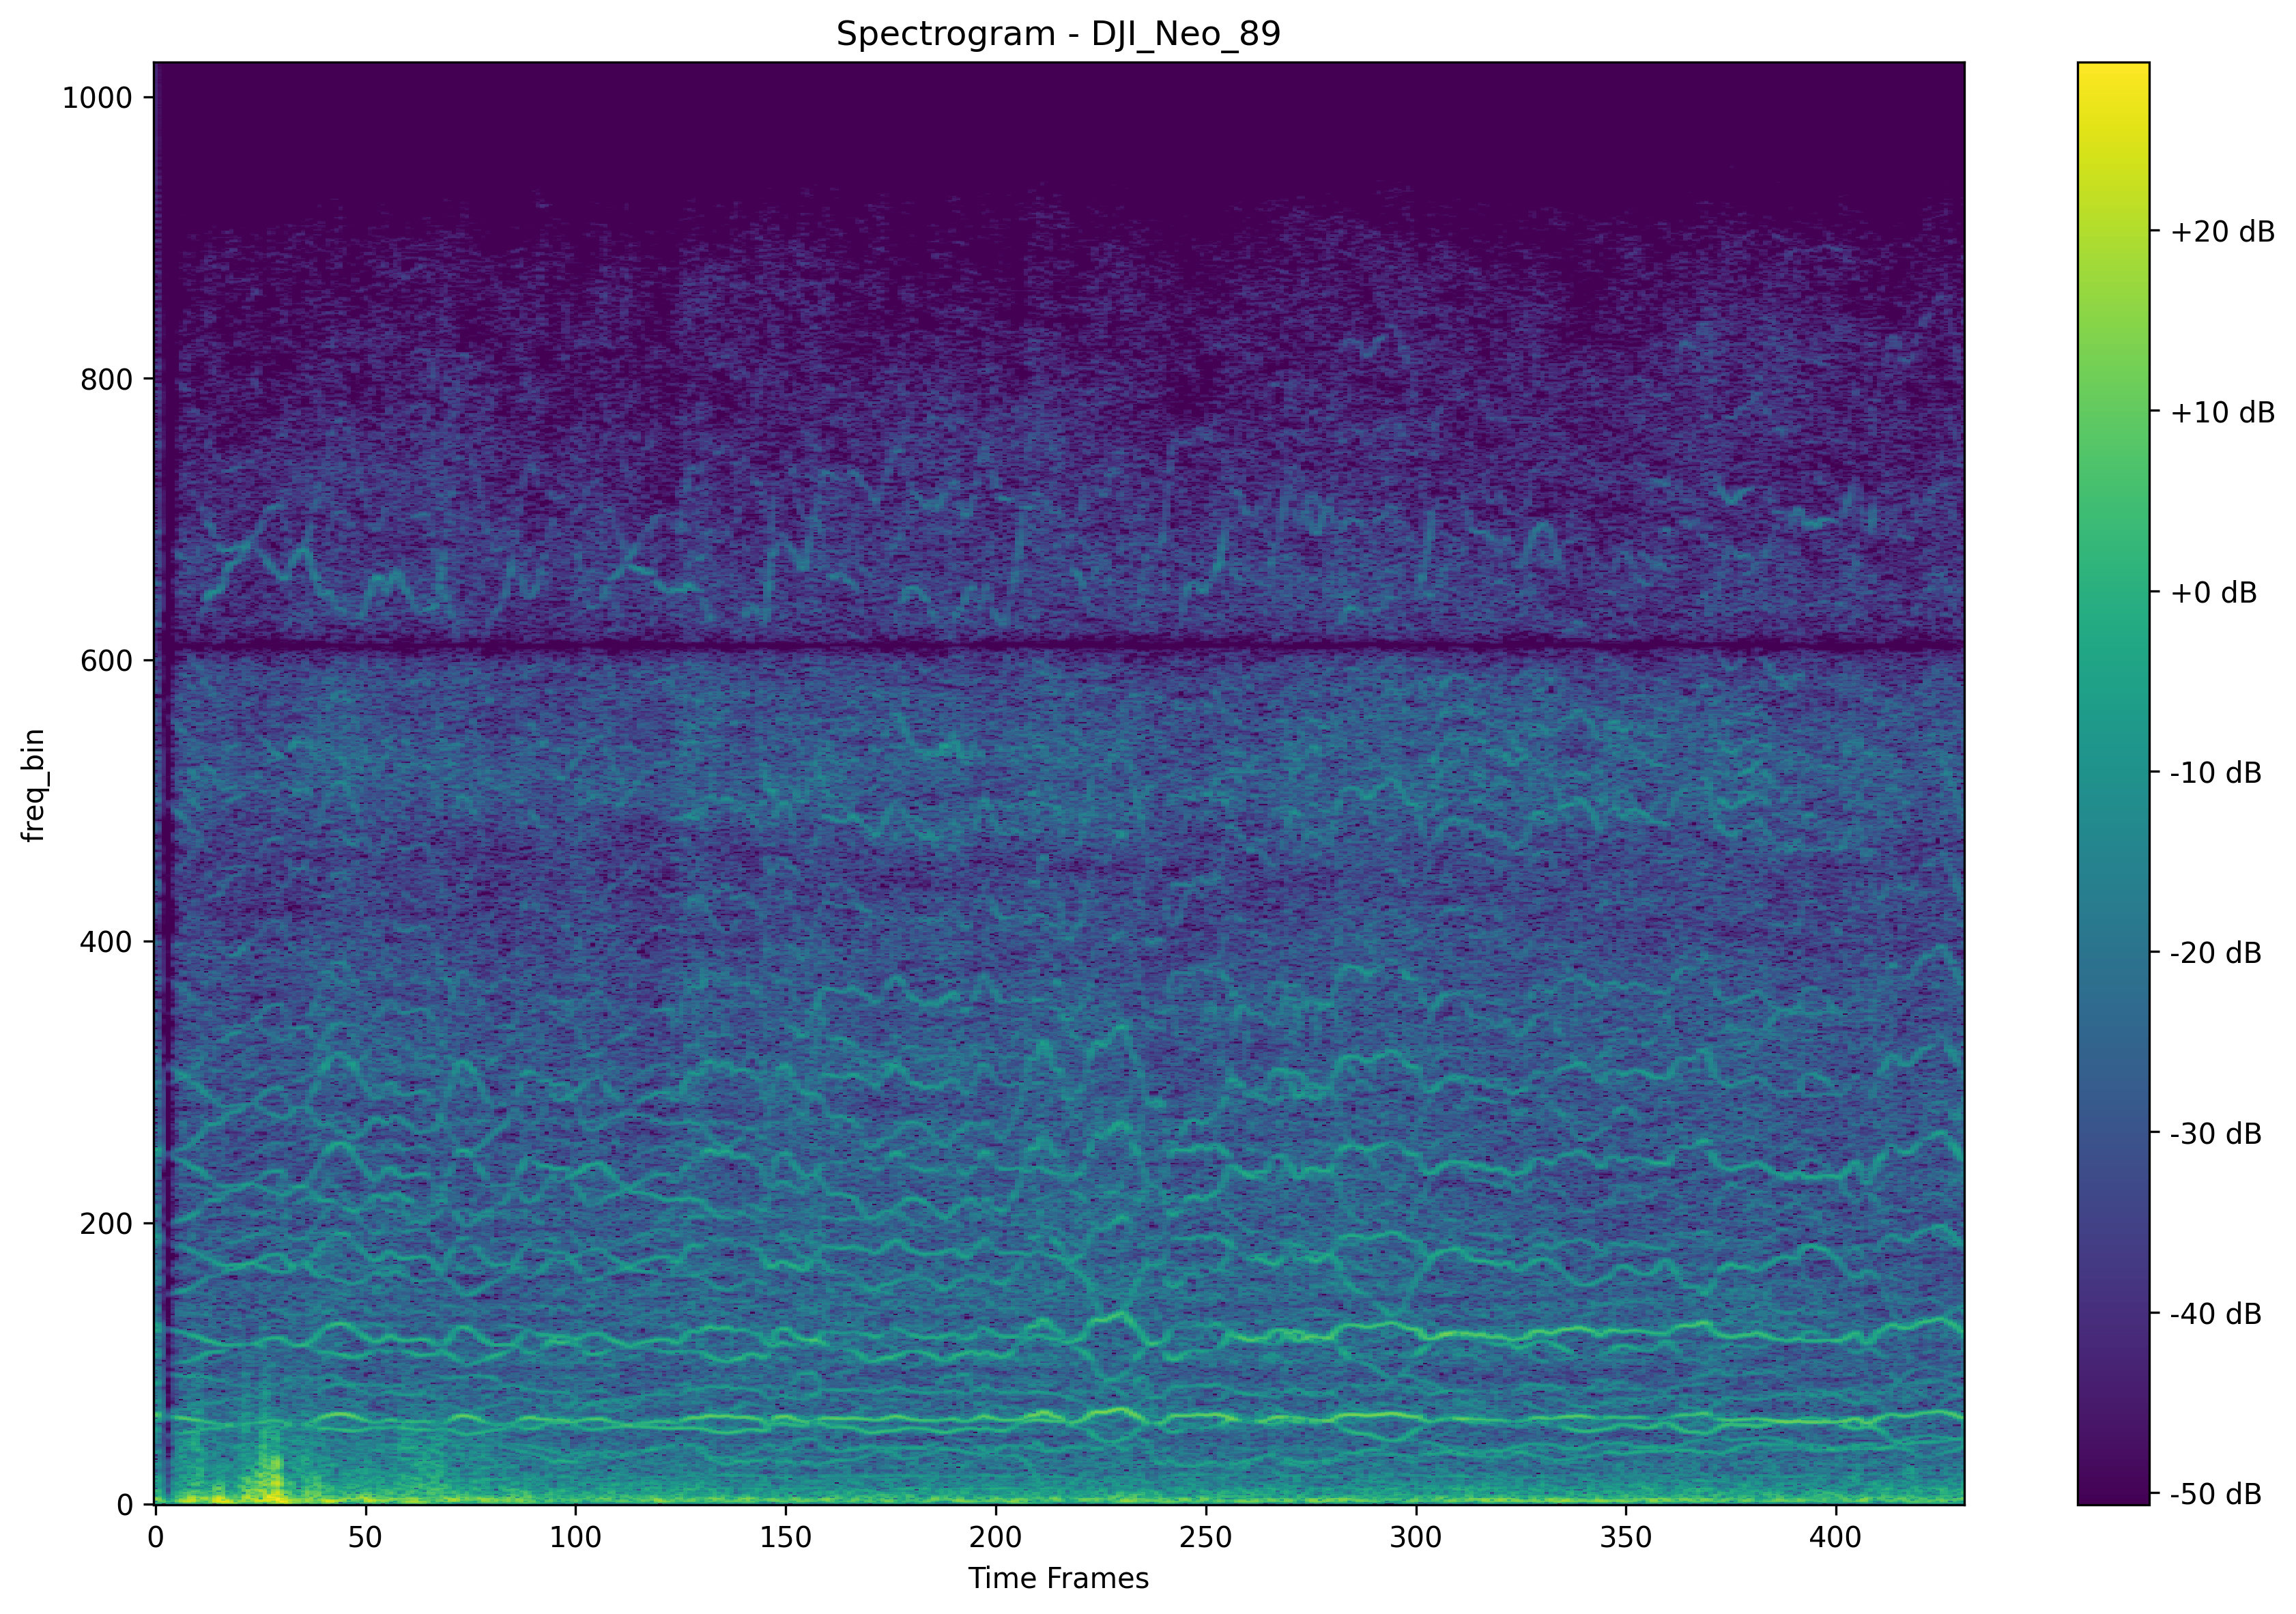 Spectrogram - DJI_Neo_89
1000
800
600
400
200
0
freq_bin
0 50 100 150 200 250 300 350 400
Time Frames
+20 dB
+10 dB
+0 dB
-10 dB
-20 dB
-30 dB
-40 dB
-50 dB